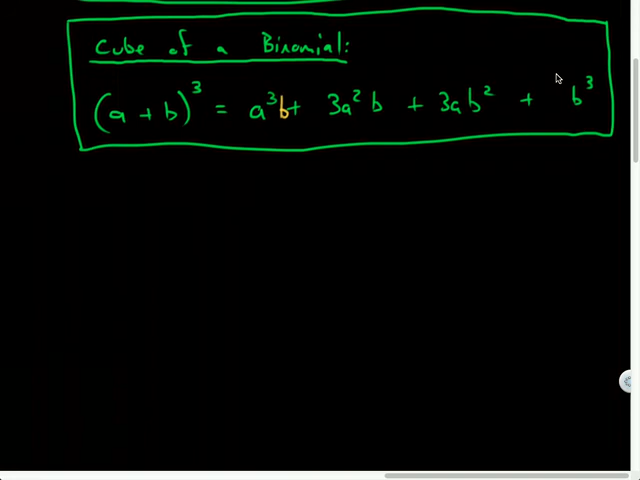 Cube of a Binomial:
(a + b)³ = a³b + 3a²b + 3ab² + b³